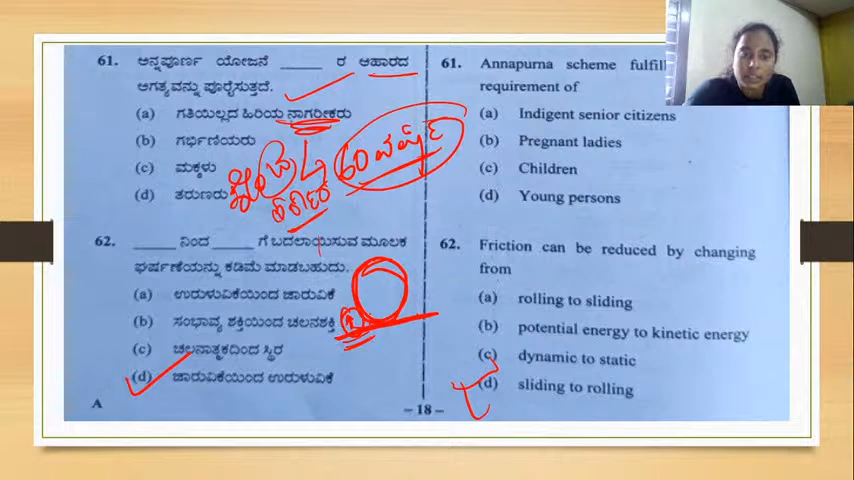 61. ಅನ್ನಪೂರ್ಣ ಯೋಜನೆ _____ ರ ಆಹಾರದ
ಅಗತ್ಯವನ್ನು ಪೂರೈಸುತ್ತದೆ.
(a) ಗತಿಯಿಲ್ಲದ ಹಿರಿಯ ನಾಗರೀಕರು
(b) ಗರ್ಭಿಣಿಯರು
(c) ಮಕ್ಕಳು
(d) ತರುಣರು
60 ವರ್ಷ
62. _____ ನಿಂದ _____ ಗೆ ಬದಲಾಯಿಸುವ ಮೂಲಕ
ಘರ್ಷಣೆಯನ್ನು ಕಡಿಮೆ ಮಾಡಬಹುದು.
(a) ಉರುಳುವಿಕೆಯಿಂದ ಜಾರುವಿಕೆ
(b) ಸಂಭಾವ್ಯ ಶಕ್ತಿಯಿಂದ ಚಲನಶಕ್ತಿ
(c) ಚಲನಾತ್ಮಕದಿಂದ ಸ್ಥಿರ
(d) ಜಾರುವಿಕೆಯಿಂದ ಉರುಳುವಿಕೆ
A
– 18 –
61. Annapurna scheme fulfill
requirement of
(a) Indigent senior citizens
(b) Pregnant ladies
(c) Children
(d) Young persons
62. Friction can be reduced by changing
from
(a) rolling to sliding
(b) potential energy to kinetic energy
(c) dynamic to static
(d) sliding to rolling